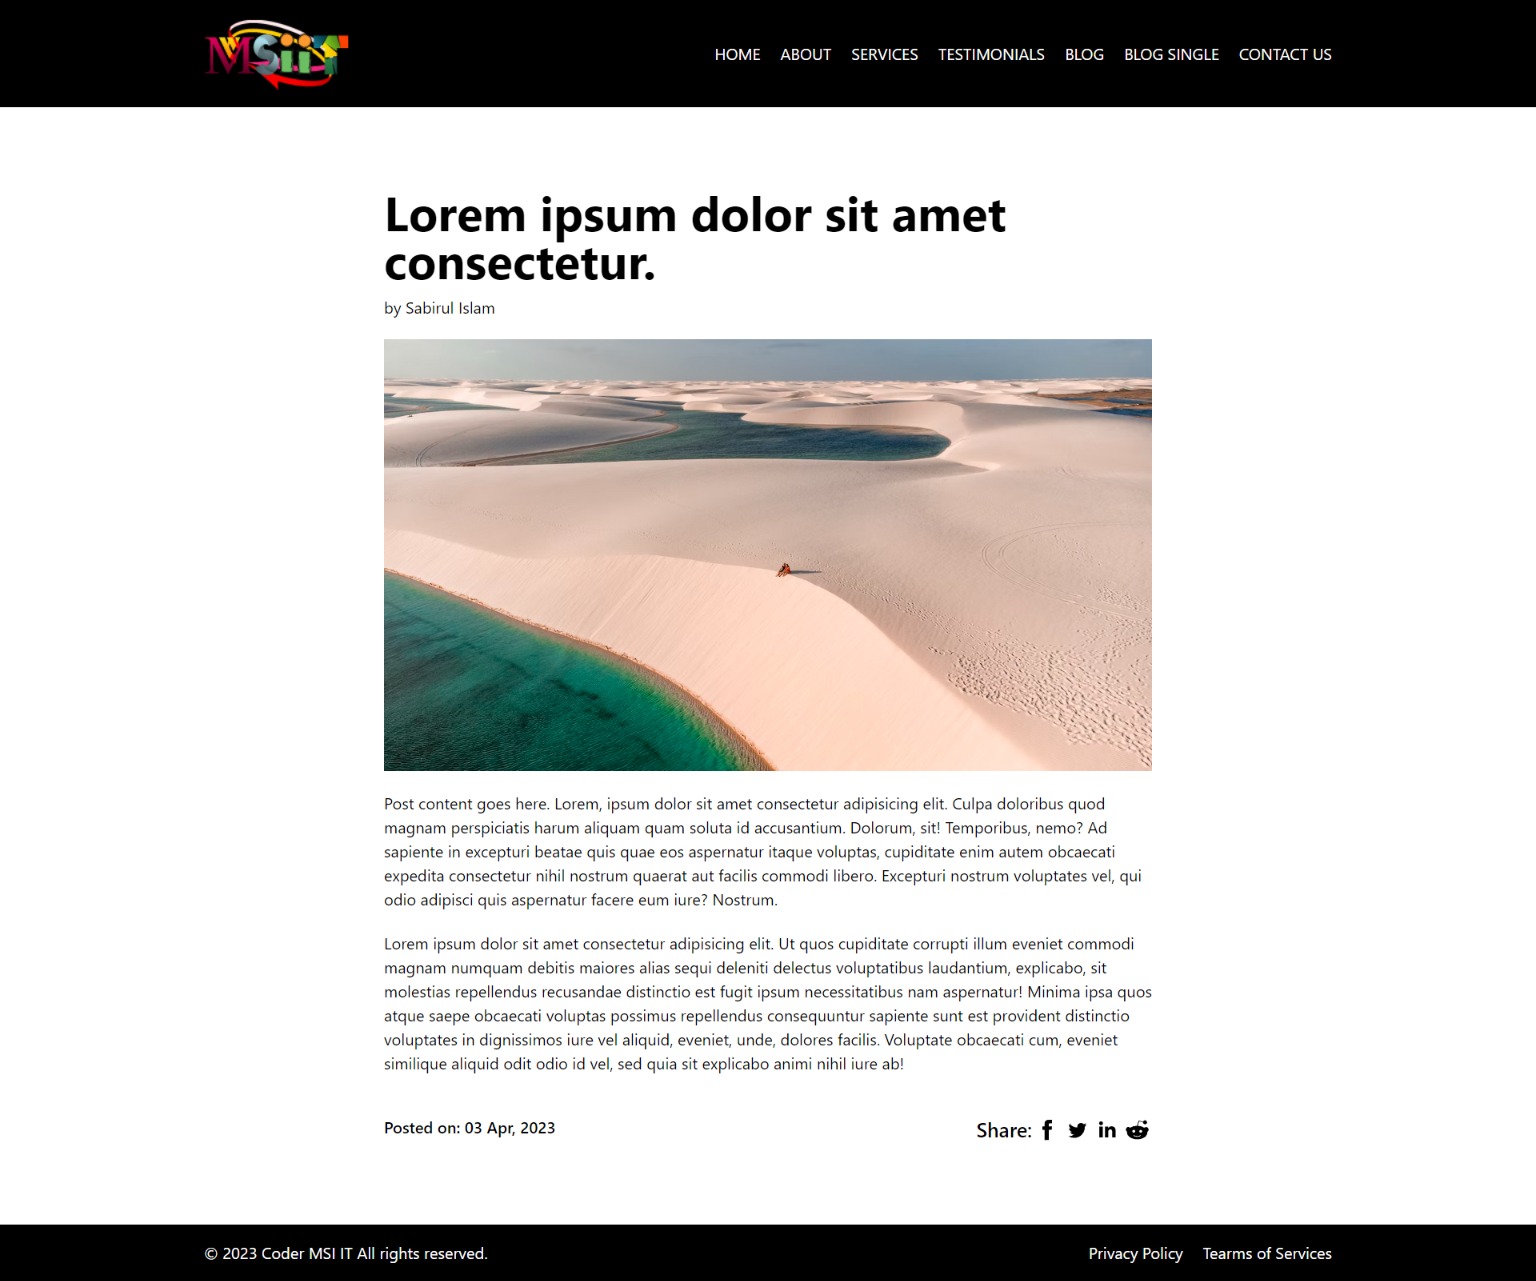 MSiiT
HOME ABOUT SERVICES TESTIMONIALS BLOG BLOG SINGLE CONTACT US
Lorem ipsum dolor sit amet
consectetur.
by Sabirul Islam
Post content goes here. Lorem, ipsum dolor sit amet consectetur adipisicing elit. Culpa doloribus quod
magnam perspiciatis harum aliquam quam soluta id accusantium. Dolorum, sit! Temporibus, nemo? Ad
sapiente in excepturi beatae quis quae eos aspernatur itaque voluptas, cupiditate enim autem obcaecati
expedita consectetur nihil nostrum quaerat aut facilis commodi libero. Excepturi nostrum voluptates vel, qui
odio adipisci quis aspernatur facere eum iure? Nostrum.
Lorem ipsum dolor sit amet consectetur adipisicing elit. Ut quos cupiditate corrupti illum eveniet commodi
magnam numquam debitis maiores alias sequi deleniti delectus voluptatibus laudantium, explicabo, sit
molestias repellendus recusandae distinctio est fugit ipsum necessitatibus nam aspernatur! Minima ipsa quos
atque saepe obcaecati voluptas possimus repellendus consequuntur sapiente sunt est provident distinctio
voluptates in dignissimos iure vel aliquid, eveniet, unde, dolores facilis. Voluptate obcaecati cum, eveniet
similique aliquid odit odio id vel, sed quia sit explicabo animi nihil iure ab!
Posted on: 03 Apr, 2023 Share:
© 2023 Coder MSI IT All rights reserved. Privacy Policy Tearms of Services